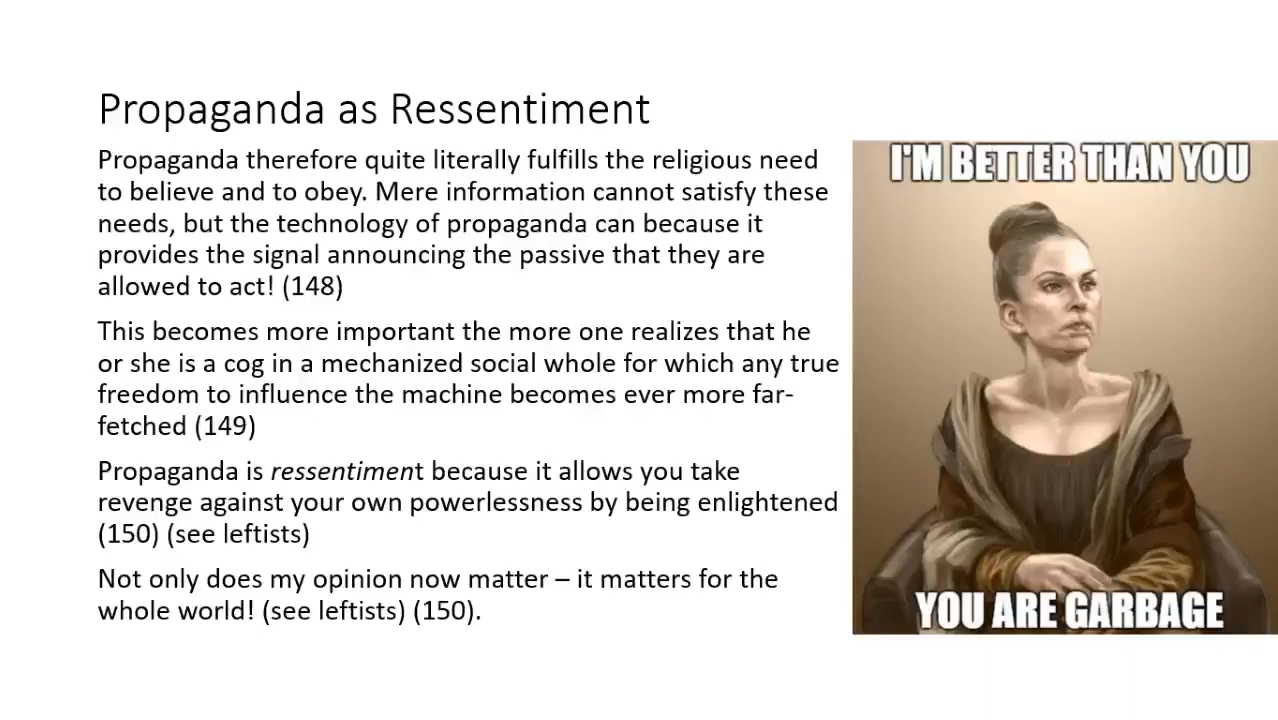 Propaganda as Ressentiment
Propaganda therefore quite literally fulfills the religious need
to believe and to obey. Mere information cannot satisfy these
needs, but the technology of propaganda can because it
provides the signal announcing the passive that they are
allowed to act! (148)
This becomes more important the more one realizes that he
or she is a cog in a mechanized social whole for which any true
freedom to influence the machine becomes ever more far-
fetched (149)
Propaganda is ressentiment because it allows you take
revenge against your own powerlessness by being enlightened
(150) (see leftists)
Not only does my opinion now matter – it matters for the
whole world! (see leftists) (150).
I'M BETTER THAN YOU
YOU ARE GARBAGE